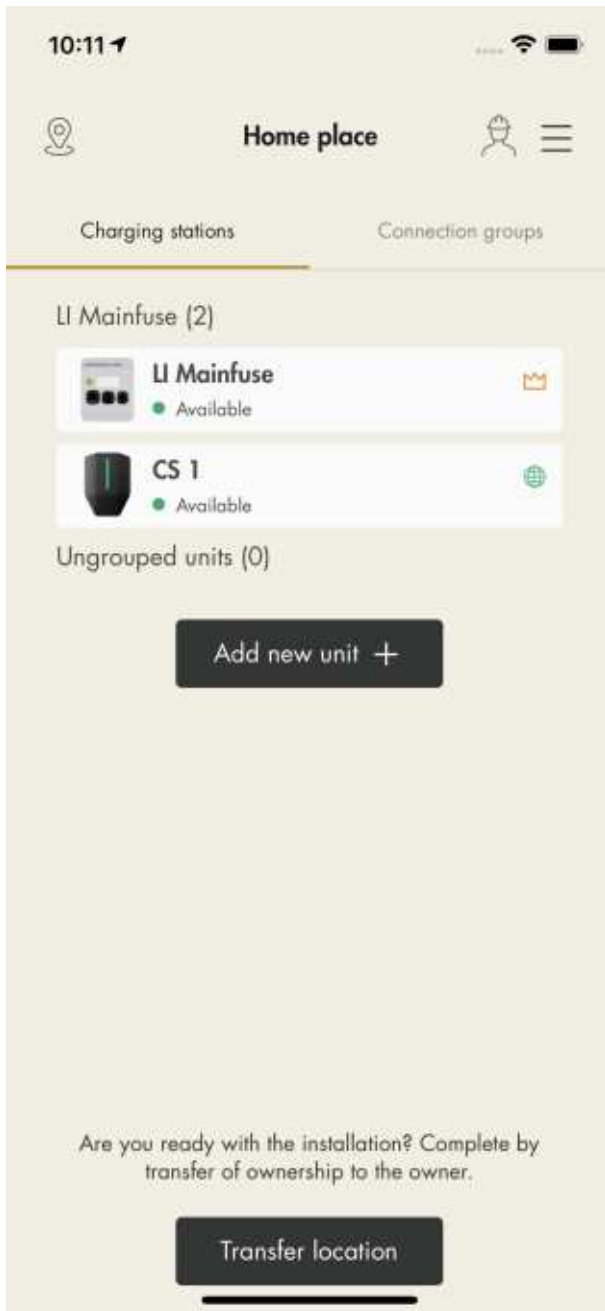 10:11
Home place
Charging stations
Connection groups
LI Mainfuse (2)
LI Mainfuse
Available
CS 1
Available
Ungrouped units (0)
Add new unit +
Are you ready with the installation? Complete by
transfer of ownership to the owner.
Transfer location